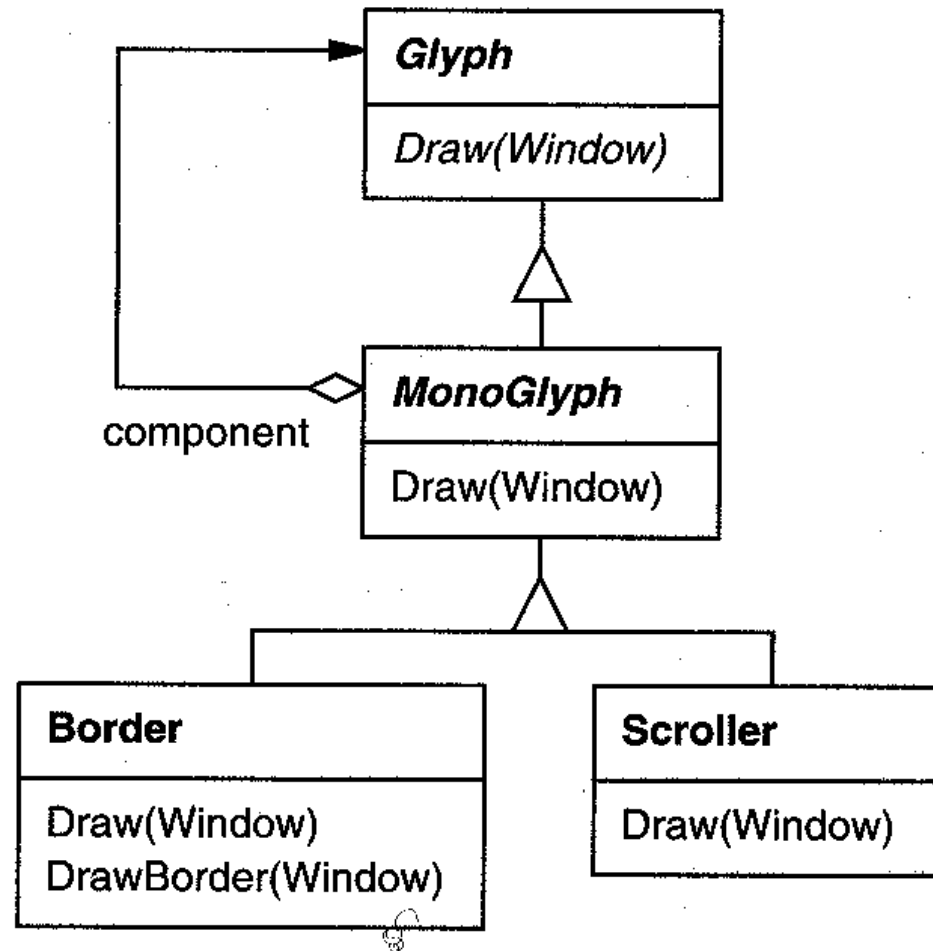 Glyph
Draw(Window)
component
MonoGlyph
Draw(Window)
Border
Draw(Window)
DrawBorder(Window)
Scroller
Draw(Window)